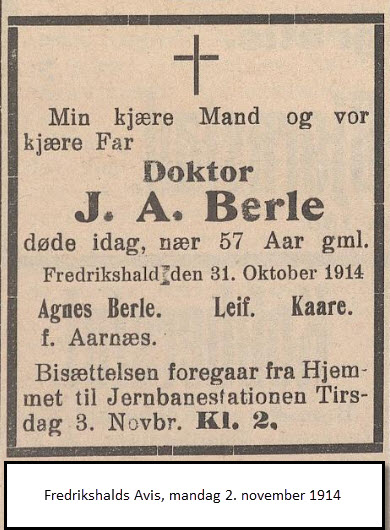 Min kjære Mand og vor
kjære Far
Doktor
J. A. Berle
døde idag, nær 57 Aar gml.
Fredrikshald den 31. Oktober 1914
Agnes Berle. Leif. Kaare.
f. Aarnæs.
Bisættelsen foregaar fra Hjem-
met til Jernbanestationen Tirs-
dag 3. Novbr. Kl. 2.
Fredrikshalds Avis, mandag 2. november 1914